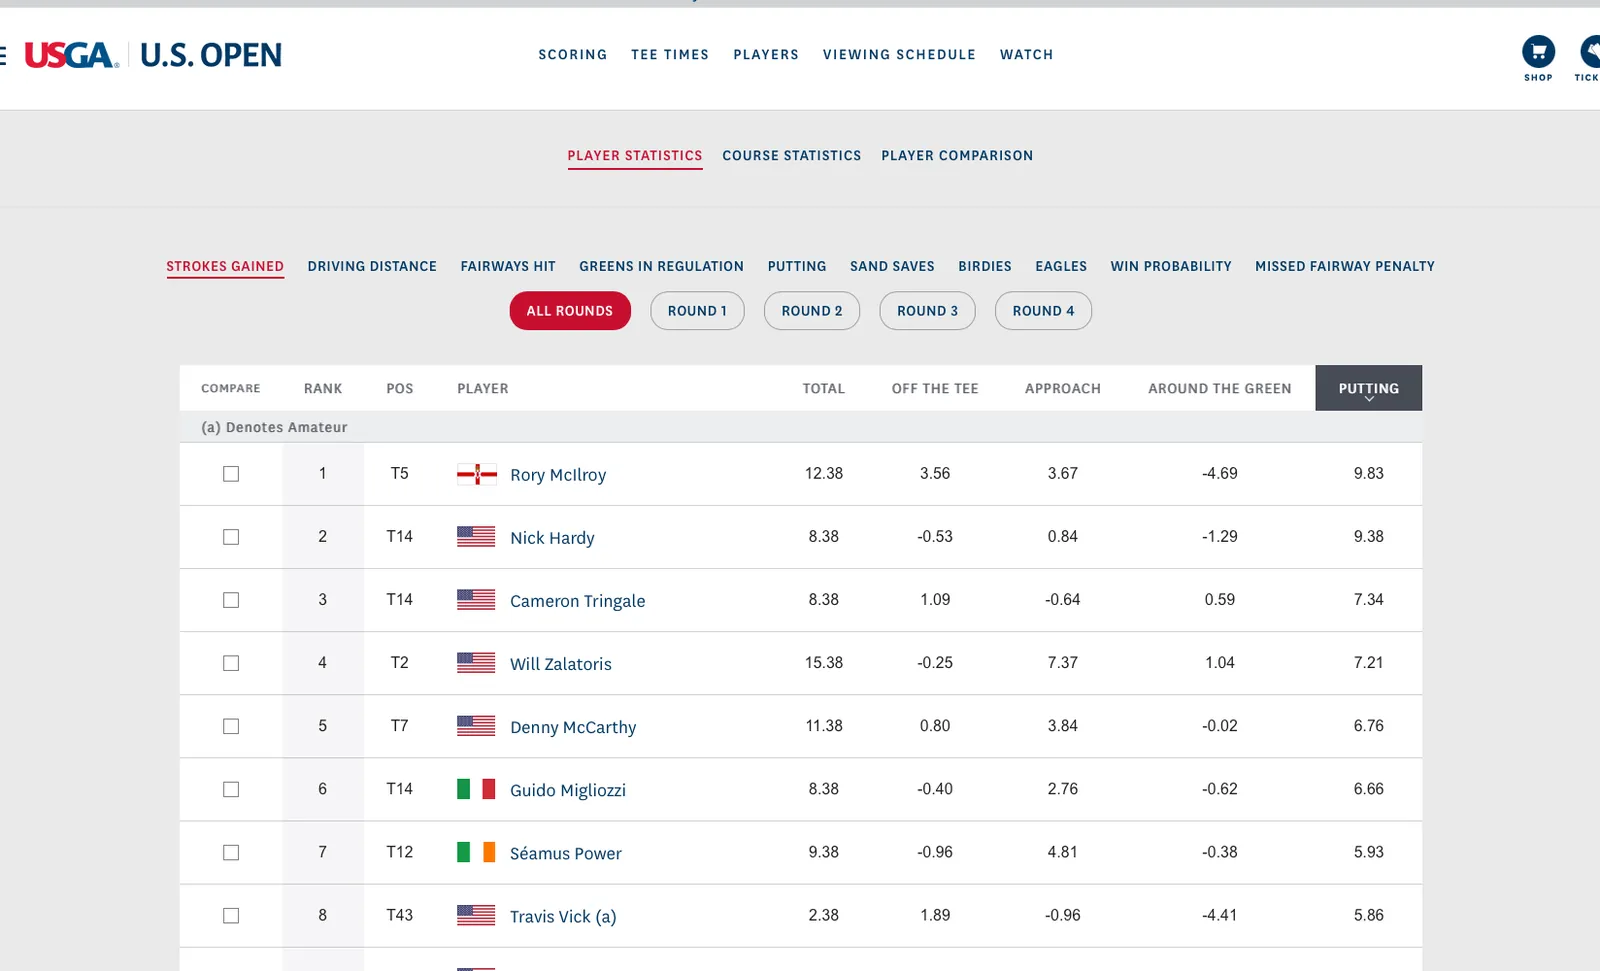 USGA U.S. OPEN SCORING TEE TIMES PLAYERS VIEWING SCHEDULE WATCH
SHOP TICK
PLAYER STATISTICS COURSE STATISTICS PLAYER COMPARISON
STROKES GAINED DRIVING DISTANCE FAIRWAYS HIT GREENS IN REGULATION PUTTING SAND SAVES BIRDIES EAGLES WIN PROBABILITY MISSED FAIRWAY PENALTY
ALL ROUNDS ROUND 1 ROUND 2 ROUND 3 ROUND 4
COMPARE RANK POS PLAYER TOTAL OFF THE TEE APPROACH AROUND THE GREEN PUTTING
(a) Denotes Amateur
1 T5 Rory McIlroy 12.38 3.56 3.67 -4.69 9.83
2 T14 Nick Hardy 8.38 -0.53 0.84 -1.29 9.38
3 T14 Cameron Tringale 8.38 1.09 -0.64 0.59 7.34
4 T2 Will Zalatoris 15.38 -0.25 7.37 1.04 7.21
5 T7 Denny McCarthy 11.38 0.80 3.84 -0.02 6.76
6 T14 Guido Migliozzi 8.38 -0.40 2.76 -0.62 6.66
7 T12 Séamus Power 9.38 -0.96 4.81 -0.38 5.93
8 T43 Travis Vick (a) 2.38 1.89 -0.96 -4.41 5.86